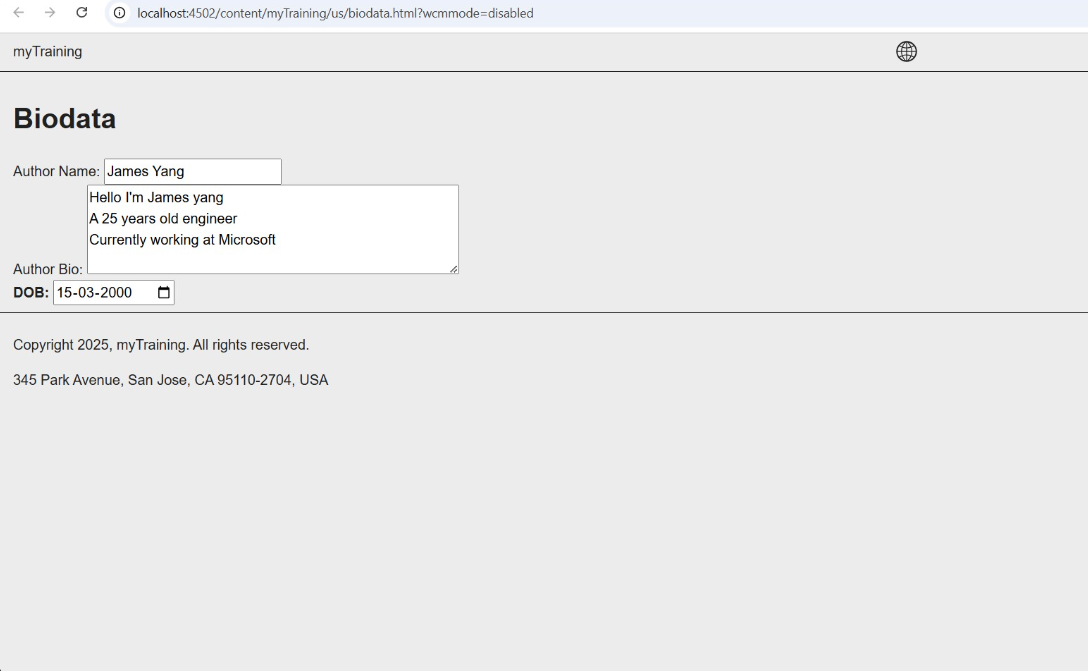 localhost:4502/content/myTraining/us/biodata.html?wcmmode=disabled
myTraining
Biodata
Author Name: James Yang
Hello I'm James yang
A 25 years old engineer
Currently working at Microsoft
Author Bio:
DOB: 15-03-2000
Copyright 2025, myTraining. All rights reserved.
345 Park Avenue, San Jose, CA 95110-2704, USA